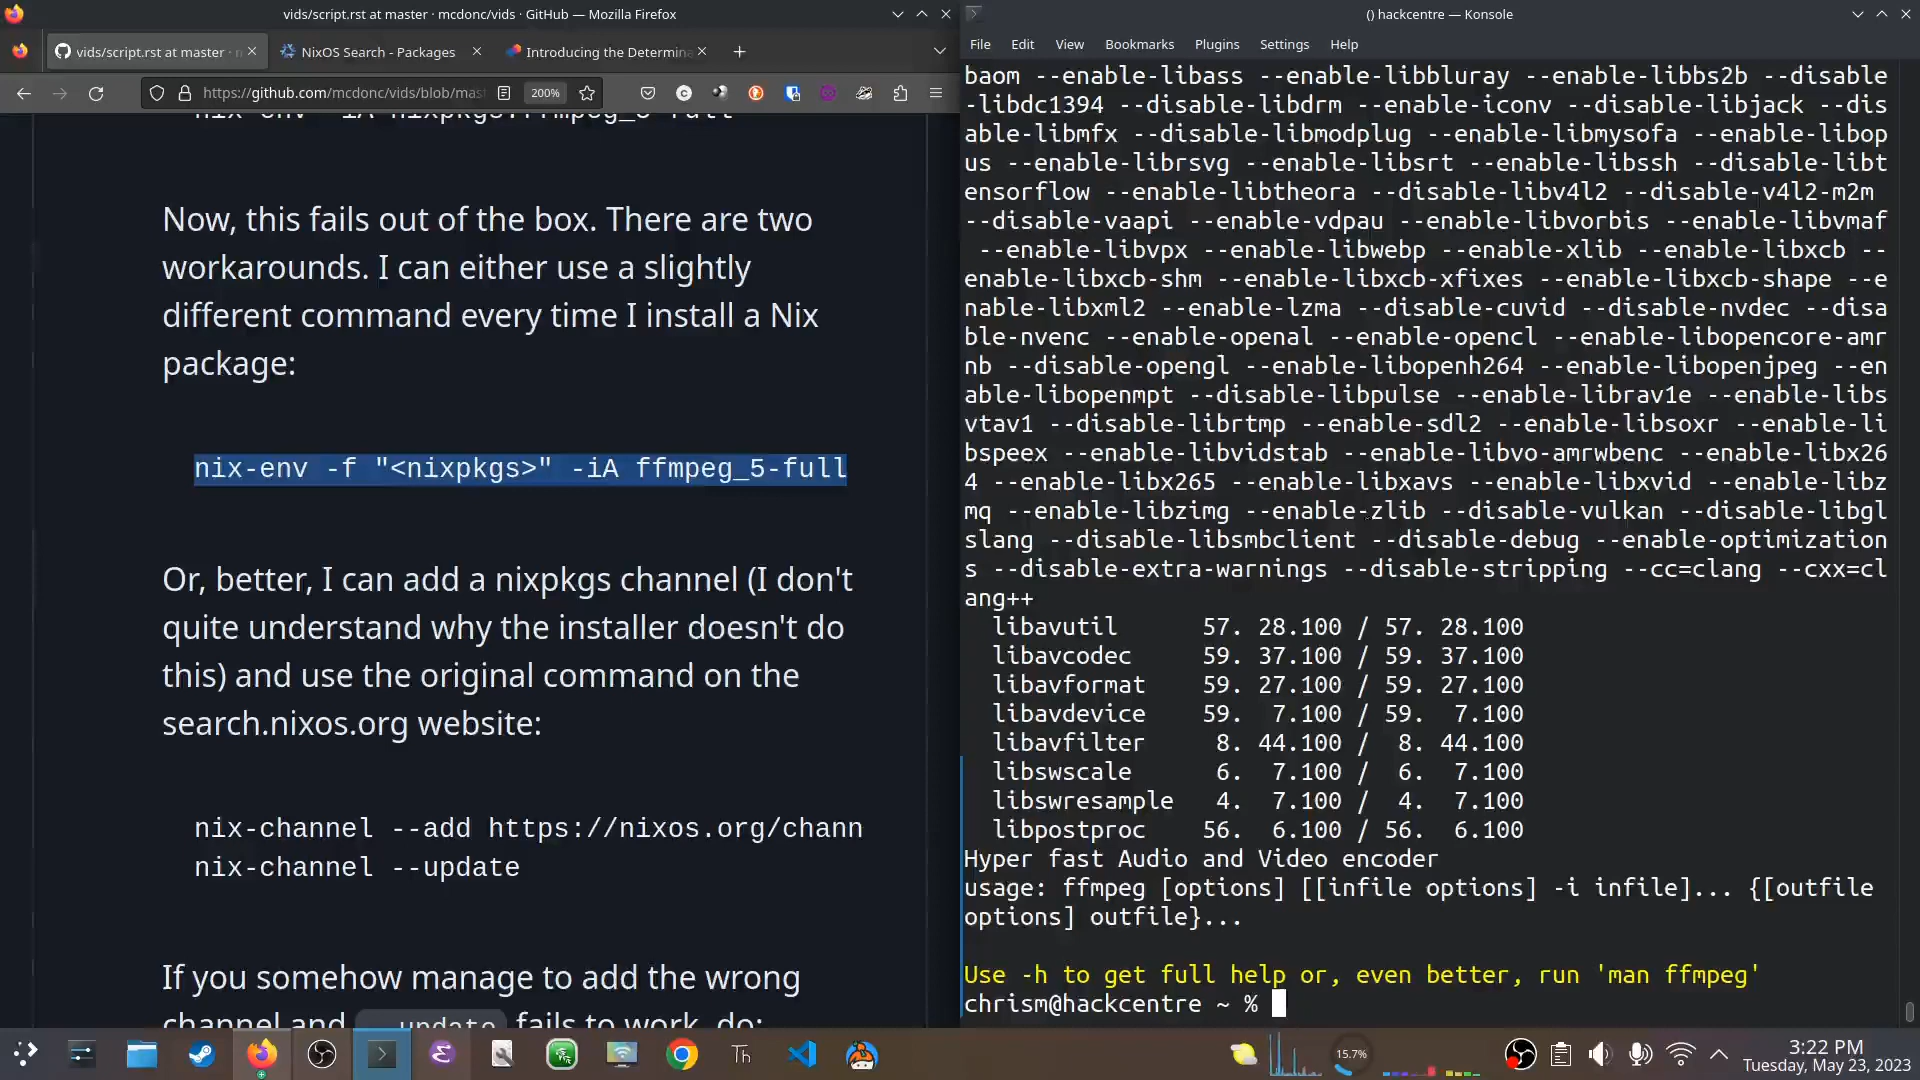 vids/script.rst at master · mcdonc/vids · GitHub — Mozilla Firefox
vids/script.rst at master ·
NixOS Search - Packages
Introducing the Determina
https://github.com/mcdonc/vids/blob/mas
200%
Now, this fails out of the box. There are two
workarounds. I can either use a slightly
different command every time I install a Nix
package:
nix-env -f "<nixpkgs>" -iA ffmpeg_5-full
Or, better, I can add a nixpkgs channel (I don't
quite understand why the installer doesn't do
this) and use the original command on the
search.nixos.org website:
nix-channel --add https://nixos.org/chann
nix-channel --update
If you somehow manage to add the wrong
channel and --update fails to work, do:
() hackcentre — Konsole
File Edit View Bookmarks Plugins Settings Help
baom --enable-libass --enable-libbluray --enable-libbs2b --disable
-libdc1394 --disable-libdrm --enable-iconv --disable-libjack --dis
able-libmfx --disable-libmodplug --enable-libmysofa --enable-libop
us --enable-librsvg --enable-libsrt --enable-libssh --disable-libt
ensorflow --enable-libtheora --disable-libv4l2 --disable-v4l2-m2m
--disable-vaapi --enable-vdpau --enable-libvorbis --enable-libvmaf
--enable-libvpx --enable-libwebp --enable-xlib --enable-libxcb --
enable-libxcb-shm --enable-libxcb-xfixes --enable-libxcb-shape --e
nable-libxml2 --enable-lzma --disable-cuvid --disable-nvdec --disa
ble-nvenc --enable-openal --enable-opencl --enable-libopencore-amr
nb --disable-opengl --enable-libopenh264 --enable-libopenjpeg --en
able-libopenmpt --disable-libpulse --enable-librav1e --enable-libs
vtav1 --disable-librtmp --enable-sdl2 --enable-libsoxr --enable-li
bspeex --enable-libvidstab --enable-libvo-amrwbenc --enable-libx26
4 --enable-libx265 --enable-libxavs --enable-libxvid --enable-libz
mq --enable-libzimg --enable-zlib --disable-vulkan --disable-libgl
slang --disable-libsmbclient --disable-debug --enable-optimization
s --disable-extra-warnings --disable-stripping --cc=clang --cxx=cl
ang++
libavutil 57. 28.100 / 57. 28.100
libavcodec 59. 37.100 / 59. 37.100
libavformat 59. 27.100 / 59. 27.100
libavdevice 59. 7.100 / 59. 7.100
libavfilter 8. 44.100 / 8. 44.100
libswscale 6. 7.100 / 6. 7.100
libswresample 4. 7.100 / 4. 7.100
libpostproc 56. 6.100 / 56. 6.100
Hyper fast Audio and Video encoder
usage: ffmpeg [options] [[infile options] -i infile]... {[outfile
options] outfile}...
Use -h to get full help or, even better, run 'man ffmpeg'
chrism@hackcentre ~ %
Th
15.7%
3:22 PM
Tuesday, May 23, 2023